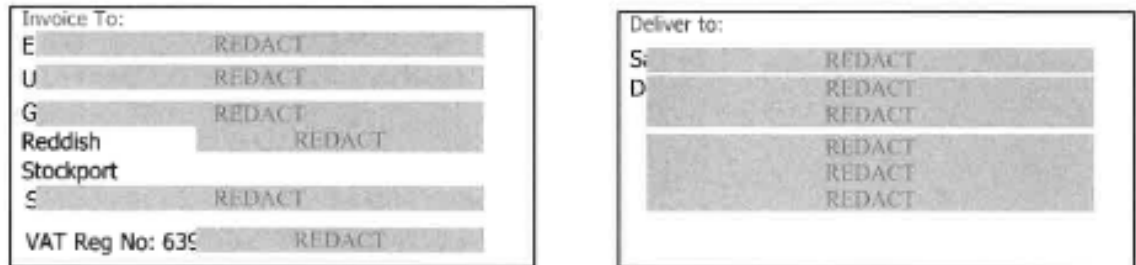 Invoice To:
E REDACT
U REDACT
G REDACT
Reddish REDACT
Stockport
S REDACT
VAT Reg No: 639 REDACT
Deliver to:
Sa REDACT
D REDACT
REDACT
REDACT
REDACT
REDACT